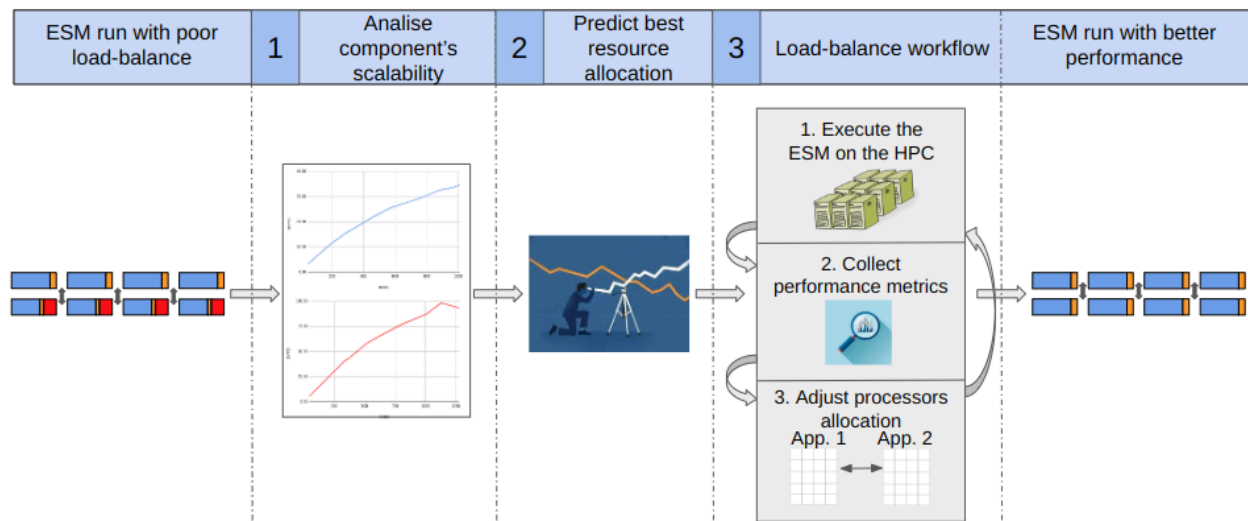 ESM run with poor
load-balance
1
Analise
component's
scalability
2
Predict best
resource
allocation
3
Load-balance workflow
ESM run with better
performance
1. Execute the
ESM on the HPC
2. Collect
performance metrics
3. Adjust processors
allocation
App. 1 App. 2